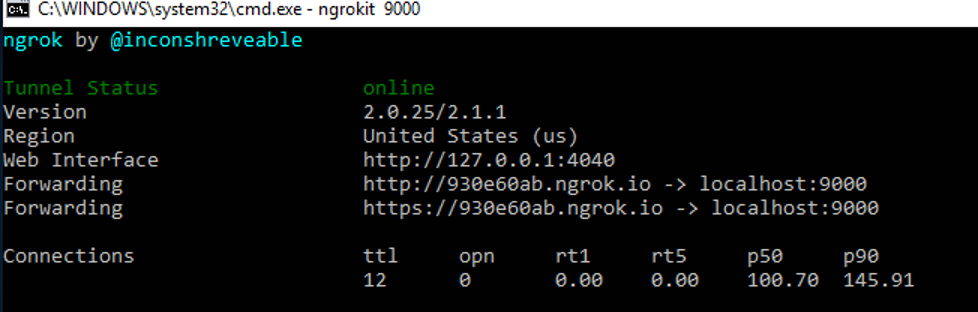 C:\WINDOWS\system32\cmd.exe - ngrokit 9000
ngrok by @inconshreveable
Tunnel Status online
Version 2.0.25/2.1.1
Region United States (us)
Web Interface http://127.0.0.1:4040
Forwarding http://930e60ab.ngrok.io -> localhost:9000
Forwarding https://930e60ab.ngrok.io -> localhost:9000
Connections ttl opn rt1 rt5 p50 p90
12 0 0.00 0.00 100.70 145.91